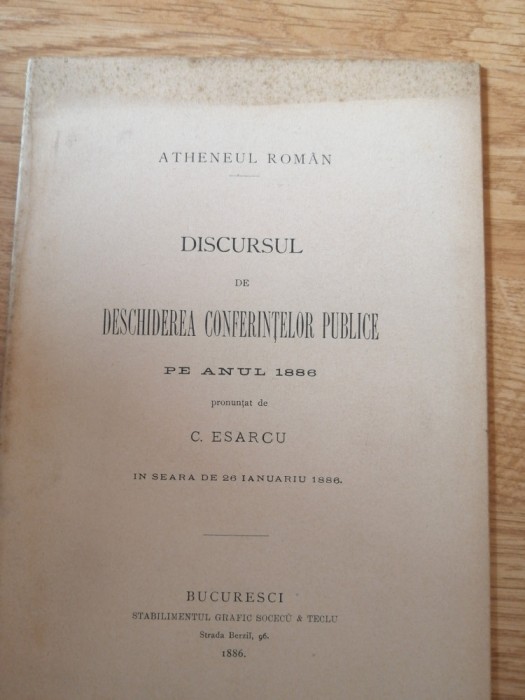 ATHENEUL ROMÂN
DISCURSUL
DE
DESCHIDEREA CONFERINȚELOR PUBLICE
PE ANUL 1886
pronunțat de
C. ESARCU
IN SEARA DE 26 IANUARIU 1886.
BUCURESCI
STABILIMENTUL GRAFIC SOCECŬ & TECLU
Strada Berzil, 96.
1886.